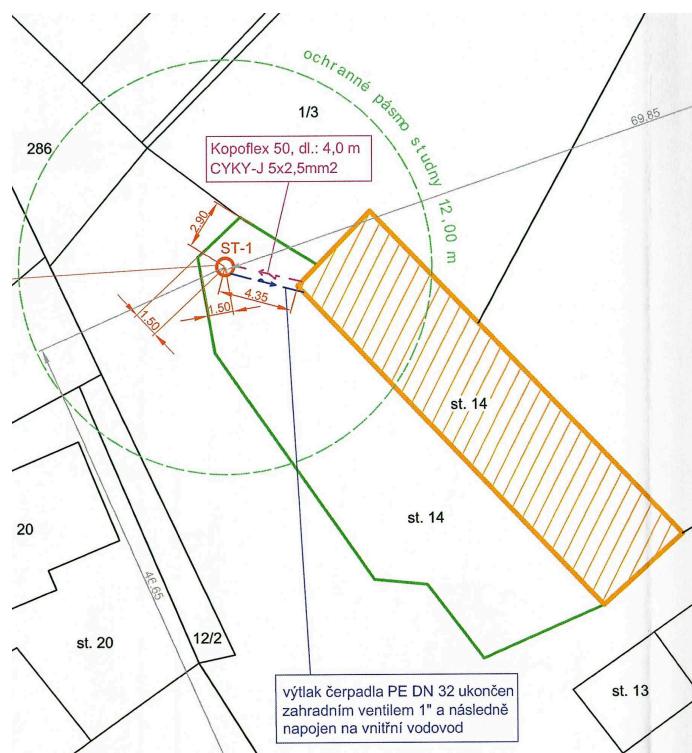 ochranné pásmo studny 12,00 m
1/3
69.85
286
Kopoflex 50, dl.: 4,0 m
CYKY-J 5x2,5mm2
2.90
ST-1
4.35
1.50
1.50
st. 14
st. 14
20
46.65
12/2
st. 20
st. 13
výtlak čerpadla PE DN 32 ukončen
zahradním ventilem 1" a následně
napojen na vnitřní vodovod